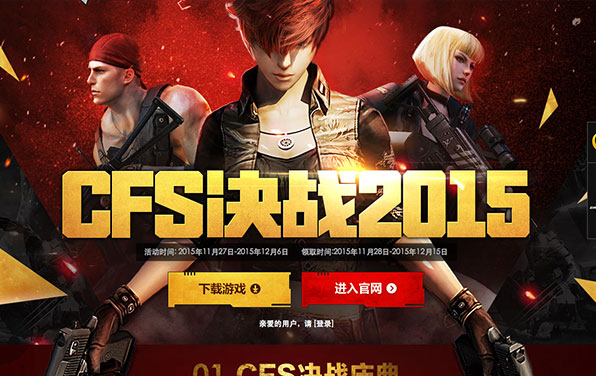 CFS决战2015
活动时间: 2015年11月27日-2015年12月6日 领取时间:2015年11月28日-2015年12月15日
下载游戏 进入官网
亲爱的用户，请 [登录]
01 CFS决战庆典